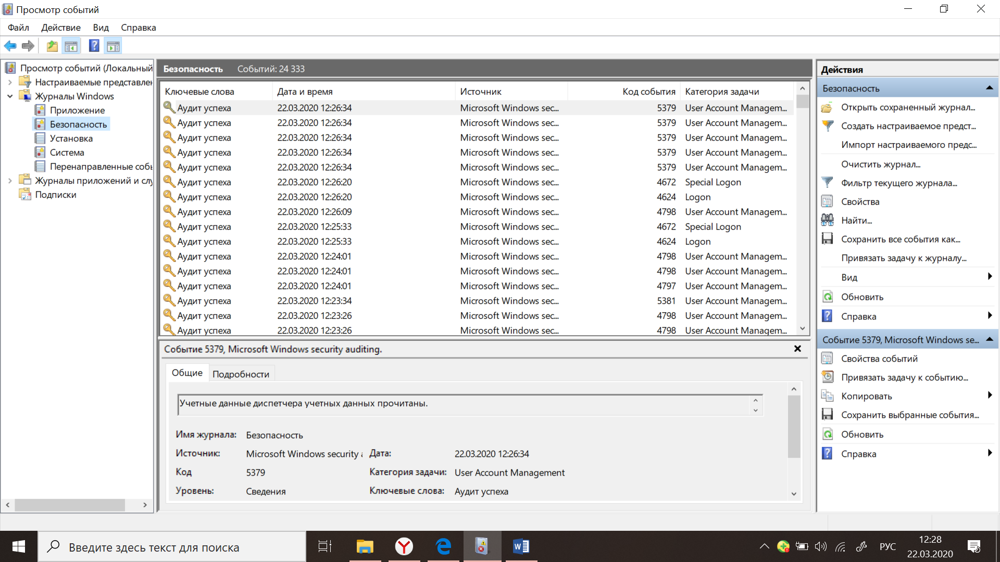 Просмотр событий
Файл Действие Вид Справка
Просмотр событий (Локальный
Настраиваемые представлен
Журналы Windows
Приложение
Безопасность
Установка
Система
Перенаправленные собы
Журналы приложений и слу
Подписки
Безопасность Событий: 24 333
Ключевые слова Дата и время Источник Код события Категория задачи
Аудит успеха 22.03.2020 12:26:34 Microsoft Windows sec... 5379 User Account Managem...
Аудит успеха 22.03.2020 12:26:34 Microsoft Windows sec... 5379 User Account Managem...
Аудит успеха 22.03.2020 12:26:34 Microsoft Windows sec... 5379 User Account Managem...
Аудит успеха 22.03.2020 12:26:34 Microsoft Windows sec... 5379 User Account Managem...
Аудит успеха 22.03.2020 12:26:34 Microsoft Windows sec... 5379 User Account Managem...
Аудит успеха 22.03.2020 12:26:20 Microsoft Windows sec... 4672 Special Logon
Аудит успеха 22.03.2020 12:26:20 Microsoft Windows sec... 4624 Logon
Аудит успеха 22.03.2020 12:26:09 Microsoft Windows sec... 4798 User Account Managem...
Аудит успеха 22.03.2020 12:25:33 Microsoft Windows sec... 4672 Special Logon
Аудит успеха 22.03.2020 12:25:33 Microsoft Windows sec... 4624 Logon
Аудит успеха 22.03.2020 12:24:01 Microsoft Windows sec... 4798 User Account Managem...
Аудит успеха 22.03.2020 12:24:01 Microsoft Windows sec... 4798 User Account Managem...
Аудит успеха 22.03.2020 12:24:01 Microsoft Windows sec... 4797 User Account Managem...
Аудит успеха 22.03.2020 12:23:34 Microsoft Windows sec... 5381 User Account Managem...
Аудит успеха 22.03.2020 12:23:26 Microsoft Windows sec... 4798 User Account Managem...
Аудит успеха 22.03.2020 12:23:26 Microsoft Windows sec... 4798 User Account Managem...
Событие 5379, Microsoft Windows security auditing.
Общие Подробности
Учетные данные диспетчера учетных данных прочитаны.
Имя журнала: Безопасность
Источник: Microsoft Windows security Дата: 22.03.2020 12:26:34
Код 5379 Категория задачи: User Account Management
Уровень: Сведения Ключевые слова: Аудит успеха
Действия
Безопасность
Открыть сохраненный журнал...
Создать настраиваемое предст...
Импорт настраиваемого предс...
Очистить журнал...
Фильтр текущего журнала...
Свойства
Найти...
Сохранить все события как...
Привязать задачу к журналу...
Вид
Обновить
Справка
Событие 5379, Microsoft Windows se...
Свойства событий
Привязать задачу к событию...
Копировать
Сохранить выбранные события...
Обновить
Справка
Введите здесь текст для поиска
РУС
12:28
22.03.2020